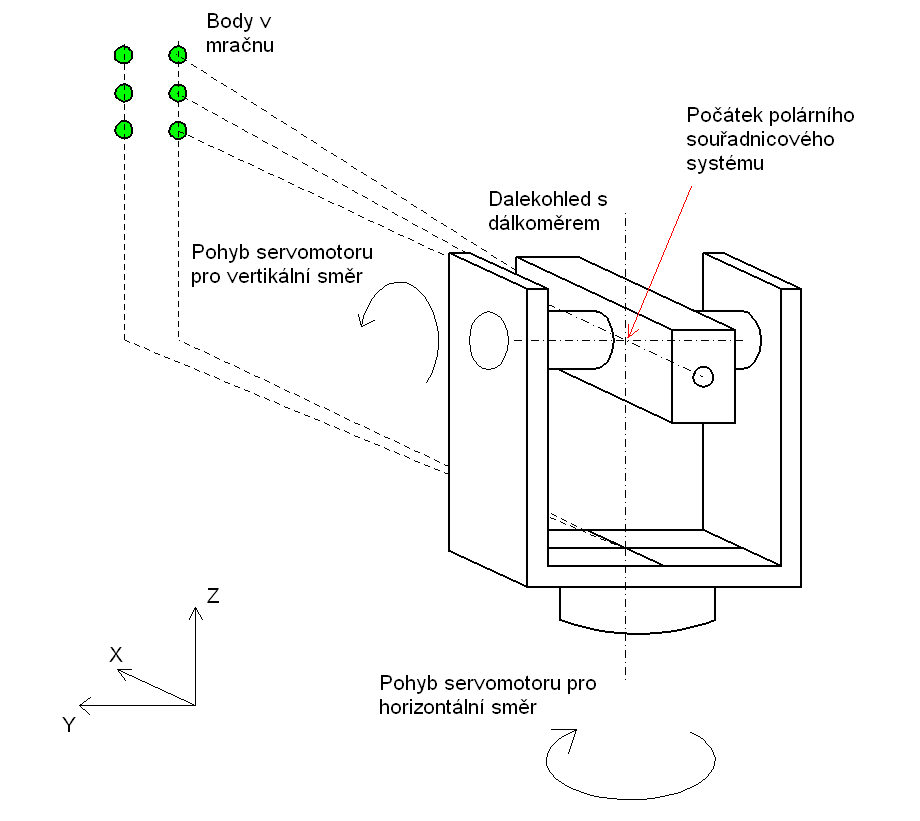 Body v
mračnu
Počátek polárního
souřadnicového
systému
Dalekohled s
dálkoměrem
Pohyb servomotoru
pro vertikální směr
Z
X
Y
Pohyb servomotoru pro
horizontální směr